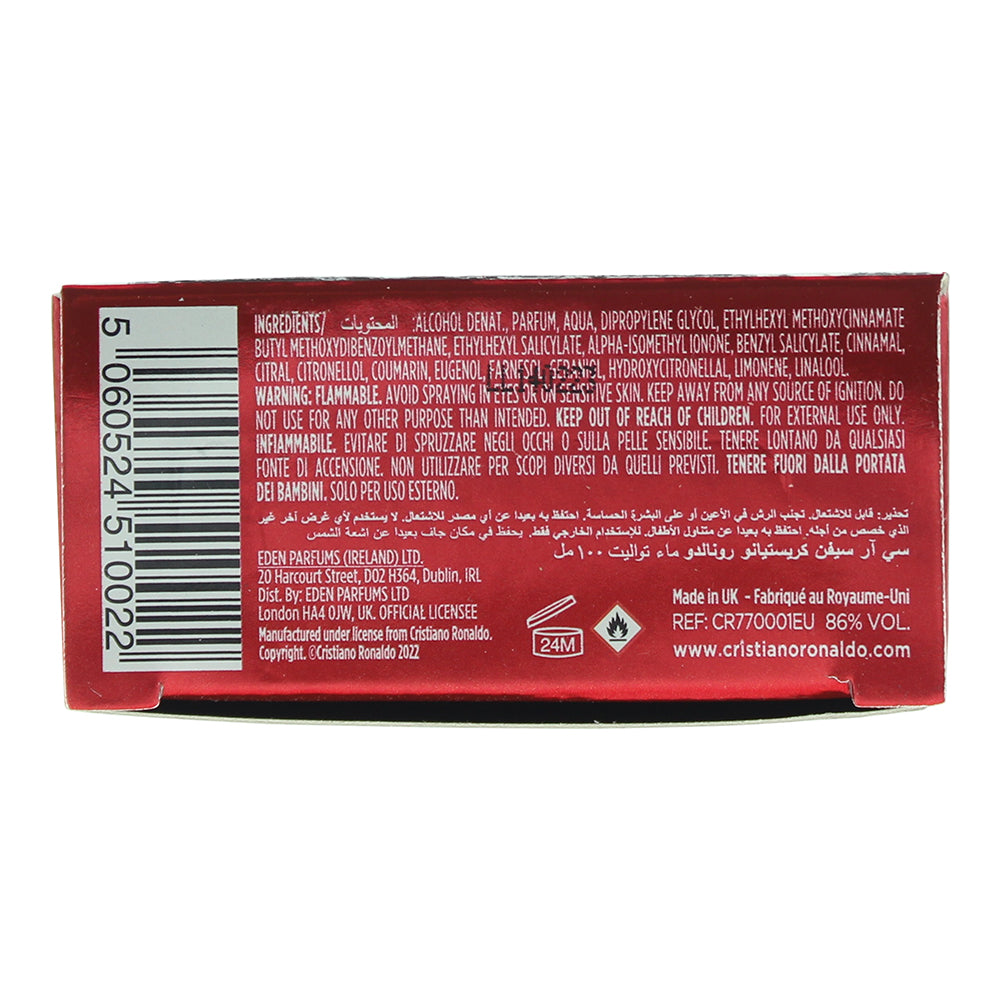 5 060524 510022
INGREDIENTS/ المحتويات :ALCOHOL DENAT., PARFUM, AQUA, DIPROPYLENE GLYCOL, ETHYLHEXYL METHOXYCINNAMATE
BUTYL METHOXYDIBENZOYLMETHANE, ETHYLHEXYL SALICYLATE, ALPHA-ISOMETHYL IONONE, BENZYL SALICYLATE, CINNAMAL,
CITRAL, CITRONELLOL, COUMARIN, EUGENOL, FARNESOL, GERANIOL, HYDROXYCITRONELLAL, LIMONENE, LINALOOL.
LL140223
WARNING: FLAMMABLE. AVOID SPRAYING IN EYES OR ON SENSITIVE SKIN. KEEP AWAY FROM ANY SOURCE OF IGNITION. DO
NOT USE FOR ANY OTHER PURPOSE THAN INTENDED. KEEP OUT OF REACH OF CHILDREN. FOR EXTERNAL USE ONLY.
INFIAMMABILE. EVITARE DI SPRUZZARE NEGLI OCCHI O SULLA PELLE SENSIBILE. TENERE LONTANO DA QUALSIASI
FONTE DI ACCENSIONE. NON UTILIZZARE PER SCOPI DIVERSI DA QUELLI PREVISTI. TENERE FUORI DALLA PORTATA
DEI BAMBINI. SOLO PER USO ESTERNO.
تحذير: قابل للاشتعال. تجنب الرش في الأعين أو على البشرة الحساسة. احتفظ به بعيدا عن أي مصدر للاشتعال. لا يستخدم لأي غرض آخر غير
الذي خصص من أجله. احتفظ به بعيدا عن متناول الأطفال. للإستخدام الخارجي فقط. يحفظ في مكان جاف بعيدا عن اشعة الشمس
سي آر سيفن كريستيانو رونالدو ماء تواليت ١٠٠ مل
EDEN PARFUMS (IRELAND) LTD.
20 Harcourt Street, D02 H364, Dublin, IRL
Dist. By: EDEN PARFUMS LTD
London HA4 0JW, UK. OFFICIAL LICENSEE
Manufactured under license from Cristiano Ronaldo.
Copyright. ©Cristiano Ronaldo 2022
24M
Made in UK - Fabriqué au Royaume-Uni
REF: CR770001EU 86% VOL.
www.cristianoronaldo.com